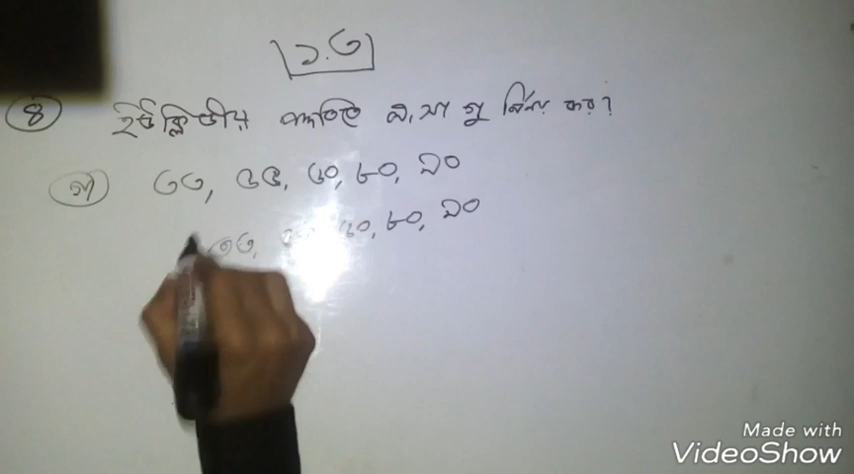 ১.৩
৪ ইউক্লিডীয় পদ্ধতিতে ল.সা গু নির্ণয় কর?
গ) ৩৩, ৫৫, ৬০, ৮০, ৯০
৩৩, ৬০, ৮০, ৯০
Made with
VideoShow